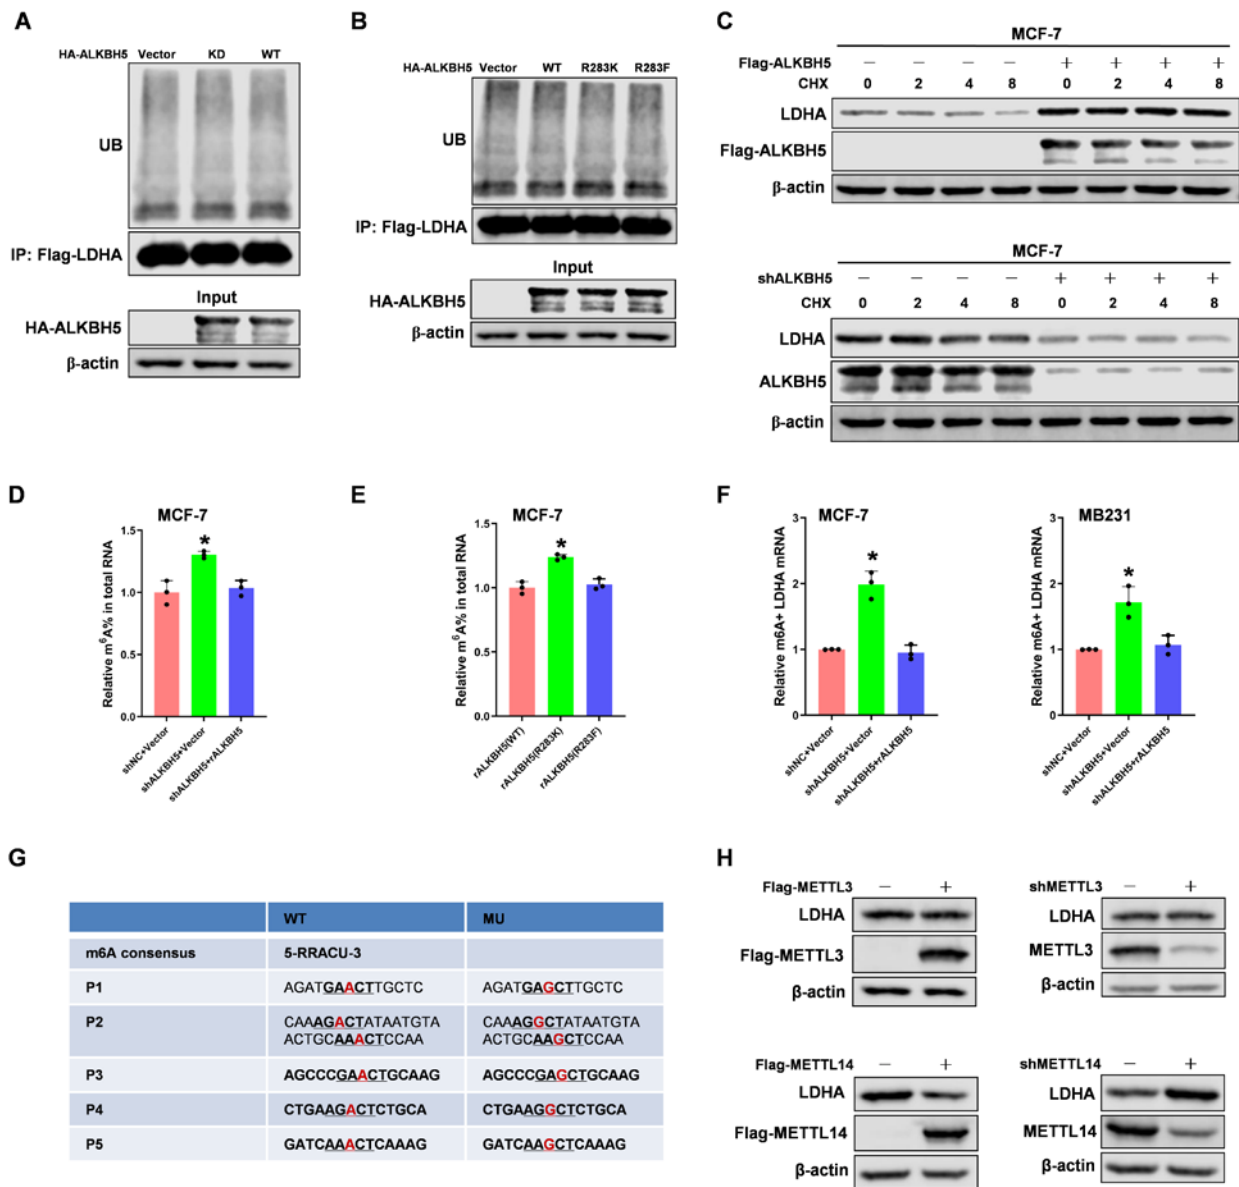 A
HA-ALKBH5 Vector KD WT
UB
IP: Flag-LDHA
Input
HA-ALKBH5
β-actin
B
HA-ALKBH5 Vector WT R283K R283F
UB
IP: Flag-LDHA
Input
HA-ALKBH5
β-actin
C
MCF-7
Flag-ALKBH5 − − − − + + + +
CHX 0 2 4 8 0 2 4 8
LDHA
Flag-ALKBH5
β-actin
MCF-7
shALKBH5 − − − − + + + +
CHX 0 2 4 8 0 2 4 8
LDHA
ALKBH5
β-actin
D
MCF-7
Relative m⁶A% in total RNA
1.5
1.0
0.5
0.0
*
shNC+Vector
shALKBH5+Vector
shALKBH5+rALKBH5
E
MCF-7
Relative m⁶A% in total RNA
1.5
1.0
0.5
0.0
*
rALKBH5(WT)
rALKBH5(R283K)
rALKBH5(R283F)
F
MCF-7
Relative m6A+ LDHA mRNA
3
2
1
0
*
shNC+Vector
shALKBH5+Vector
shALKBH5+rALKBH5
MB231
Relative m6A+ LDHA mRNA
3
2
1
0
*
shNC+Vector
shALKBH5+Vector
shALKBH5+rALKBH5
G
WT MU
m6A consensus 5-RRACU-3
P1 AGATGAACTTGCTC AGATGAGCTTGCTC
P2 CAAAGACTATAATGTA CAAAGGCTATAATGTA
ACTGCAAACTCCAA ACTGCAAGCTCCAA
P3 AGCCCGAACTGCAAG AGCCCGAGCTGCAAG
P4 CTGAAGACTCTGCA CTGAAGGCTCTGCA
P5 GATCAAACTCAAAG GATCAAGCTCAAAG
H
Flag-METTL3 − +
LDHA
Flag-METTL3
β-actin
shMETTL3 − +
LDHA
METTL3
β-actin
Flag-METTL14 − +
LDHA
Flag-METTL14
β-actin
shMETTL14 − +
LDHA
METTL14
β-actin